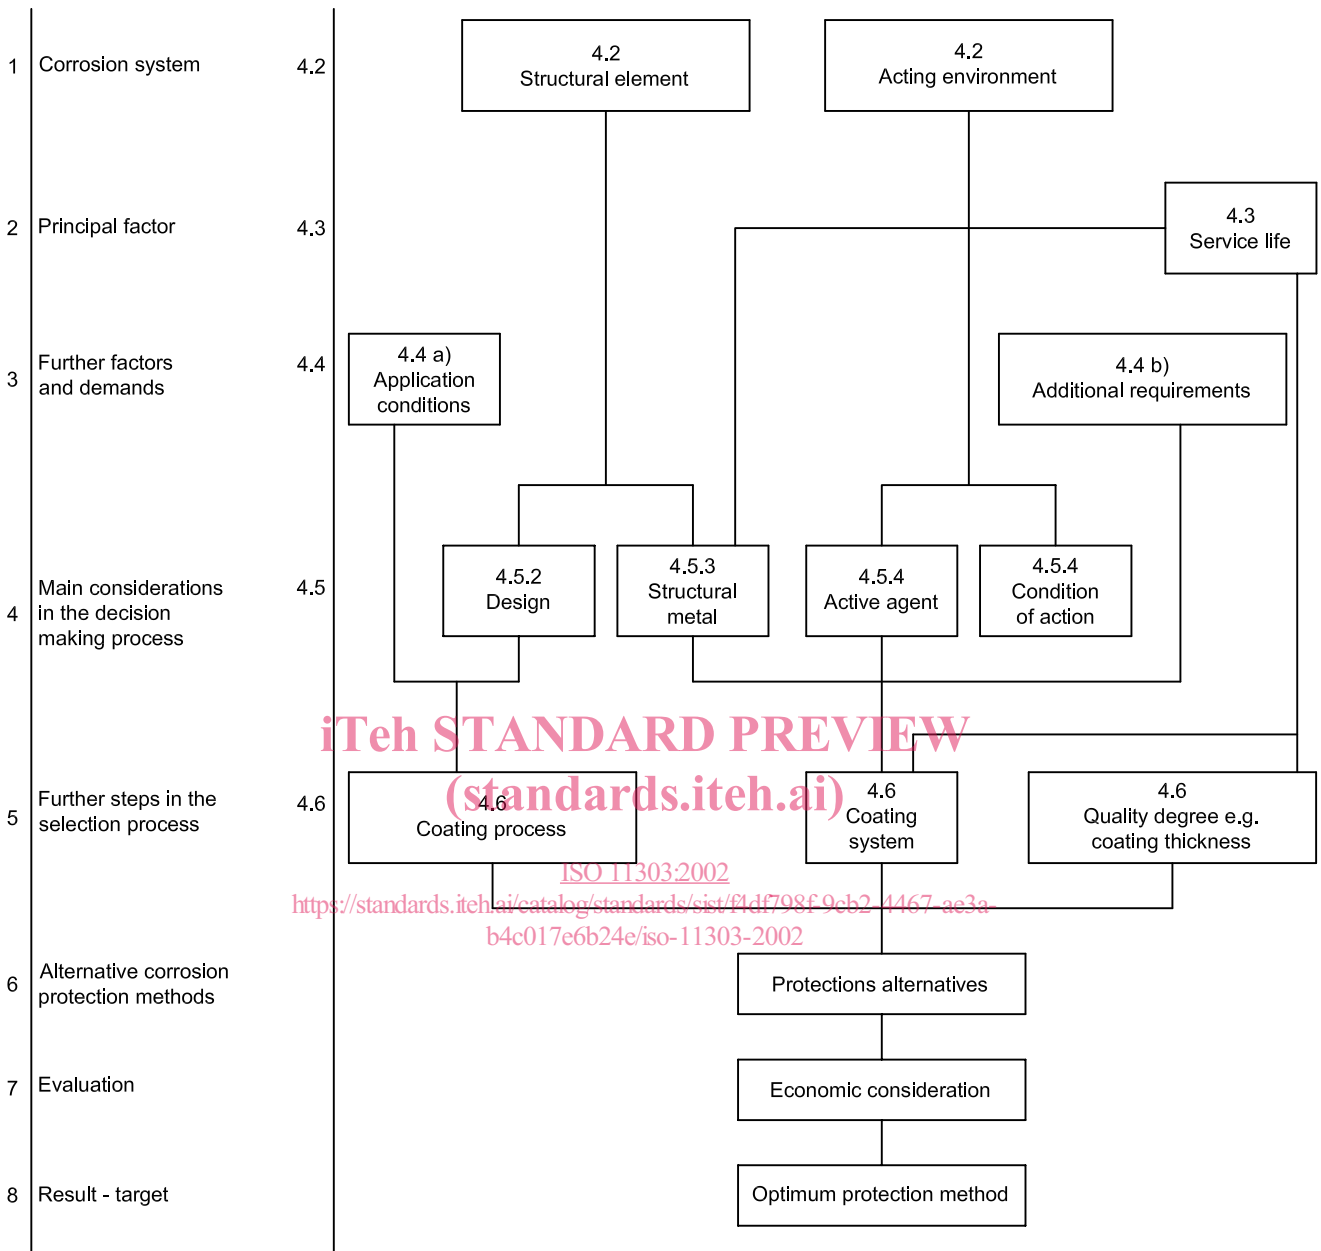 1
Corrosion system
4.2
4.2
Structural element
4.2
Acting environment
2
Principal factor
4.3
4.3
Service life
3
Further factors
and demands
4.4
4.4 a)
Application
conditions
4.4 b)
Additional requirements
4
Main considerations
in the decision
making process
4.5
4.5.2
Design
4.5.3
Structural
metal
4.5.4
Active agent
4.5.4
Condition
of action
iTeh STANDARD PREVIEW
(standards.iteh.ai)
5
Further steps in the
selection process
4.6
4.6
Coating process
4.6
Coating
system
4.6
Quality degree e.g.
coating thickness
ISO 11303:2002
https://standards.iteh.ai/catalog/standards/sist/f4df798f-9cb2-4467-ae3a-
b4c017e6b24e/iso-11303-2002
6
Alternative corrosion
protection methods
Protections alternatives
7
Evaluation
Economic consideration
8
Result - target
Optimum protection method